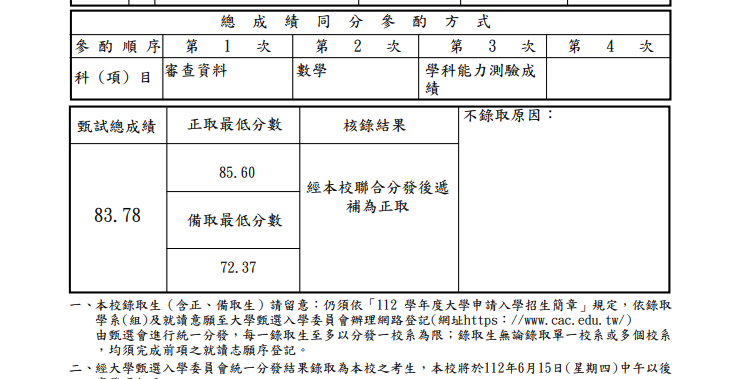 總成績同分參酌方式
參酌順序 第1次 第2次 第3次 第4次
科(項)目 審查資料 數學 學科能力測驗成
績
甄試總成績 正取最低分數 核錄結果 不錄取原因：
85.60
83.78 經本校聯合分發後遞
補為正取
備取最低分數
72.37
一、本校錄取生(含正、備取生)請留意：仍須依「112 學年度大學申請入學招生簡章」規定，依錄取
學系(組)及就讀意願至大學甄選入學委員會辦理網路登記(網址https：//www.cac.edu.tw/)
由甄選會進行統一分發，每一錄取生至多以分發一校系為限；錄取生無論錄取單一校系或多個校系
，均須完成前項之就讀志願序登記。
二、經大學甄選入學委員會統一分發結果錄取為本校之考生，本校將於112年6月15日(星期四)中午以後